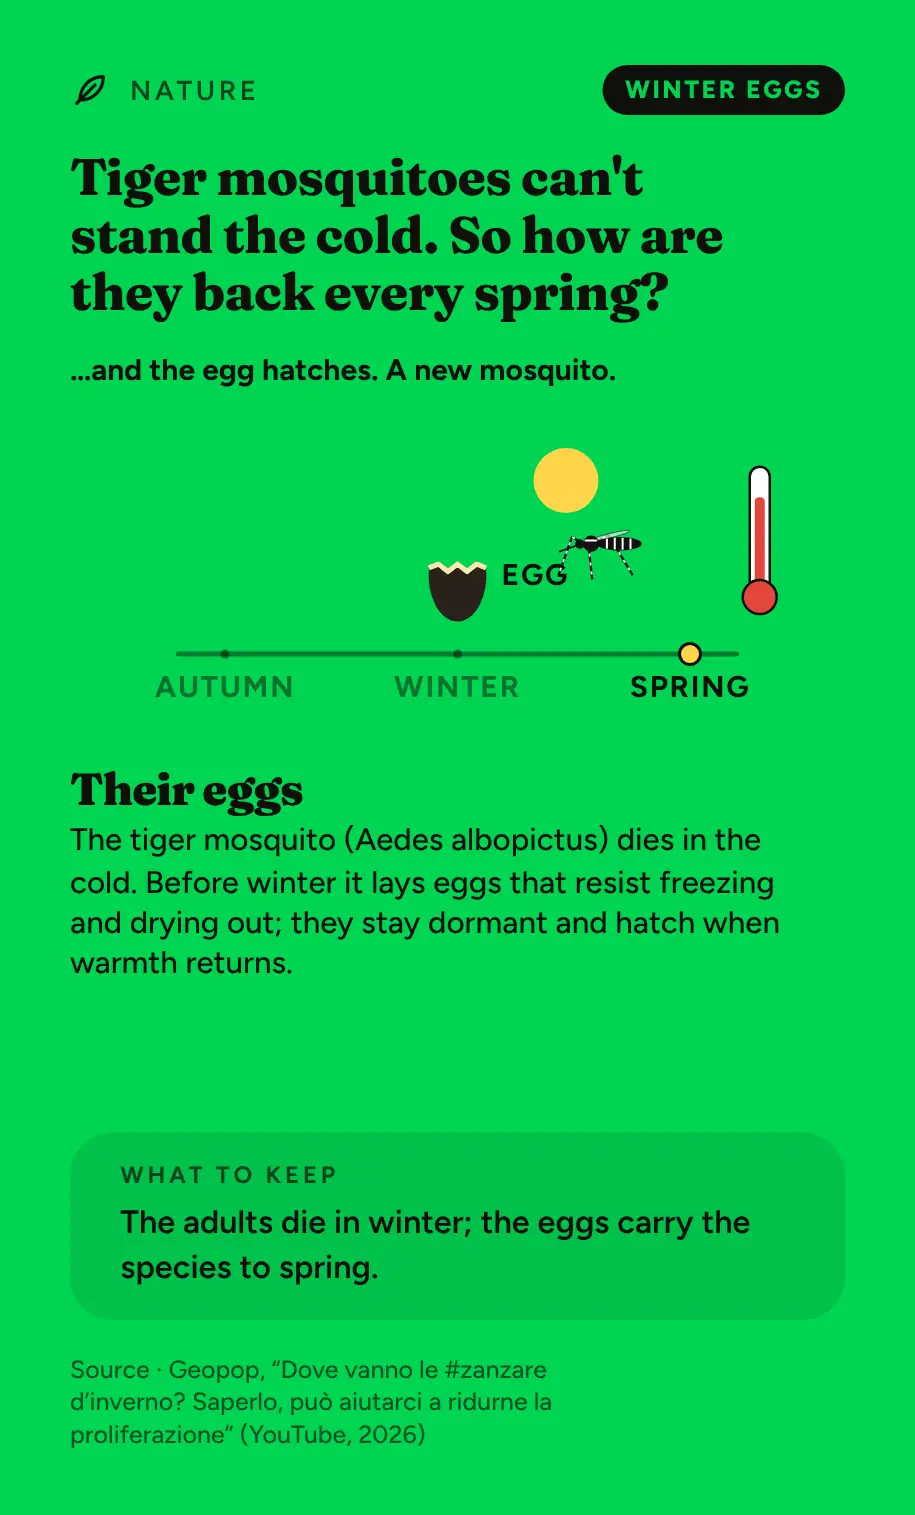 NATURE
WINTER EGGS
Tiger mosquitoes can't
stand the cold. So how are
they back every spring?
...and the egg hatches. A new mosquito.
EGG
AUTUMN
WINTER
SPRING
Their eggs
The tiger mosquito (Aedes albopictus) dies in the
cold. Before winter it lays eggs that resist freezing
and drying out; they stay dormant and hatch when
warmth returns.
WHAT TO KEEP
The adults die in winter; the eggs carry the
species to spring.
Source · Geopop, “Dove vanno le #zanzare
d’inverno? Saperlo, può aiutarci a ridurne la
proliferazione“ (YouTube, 2026)